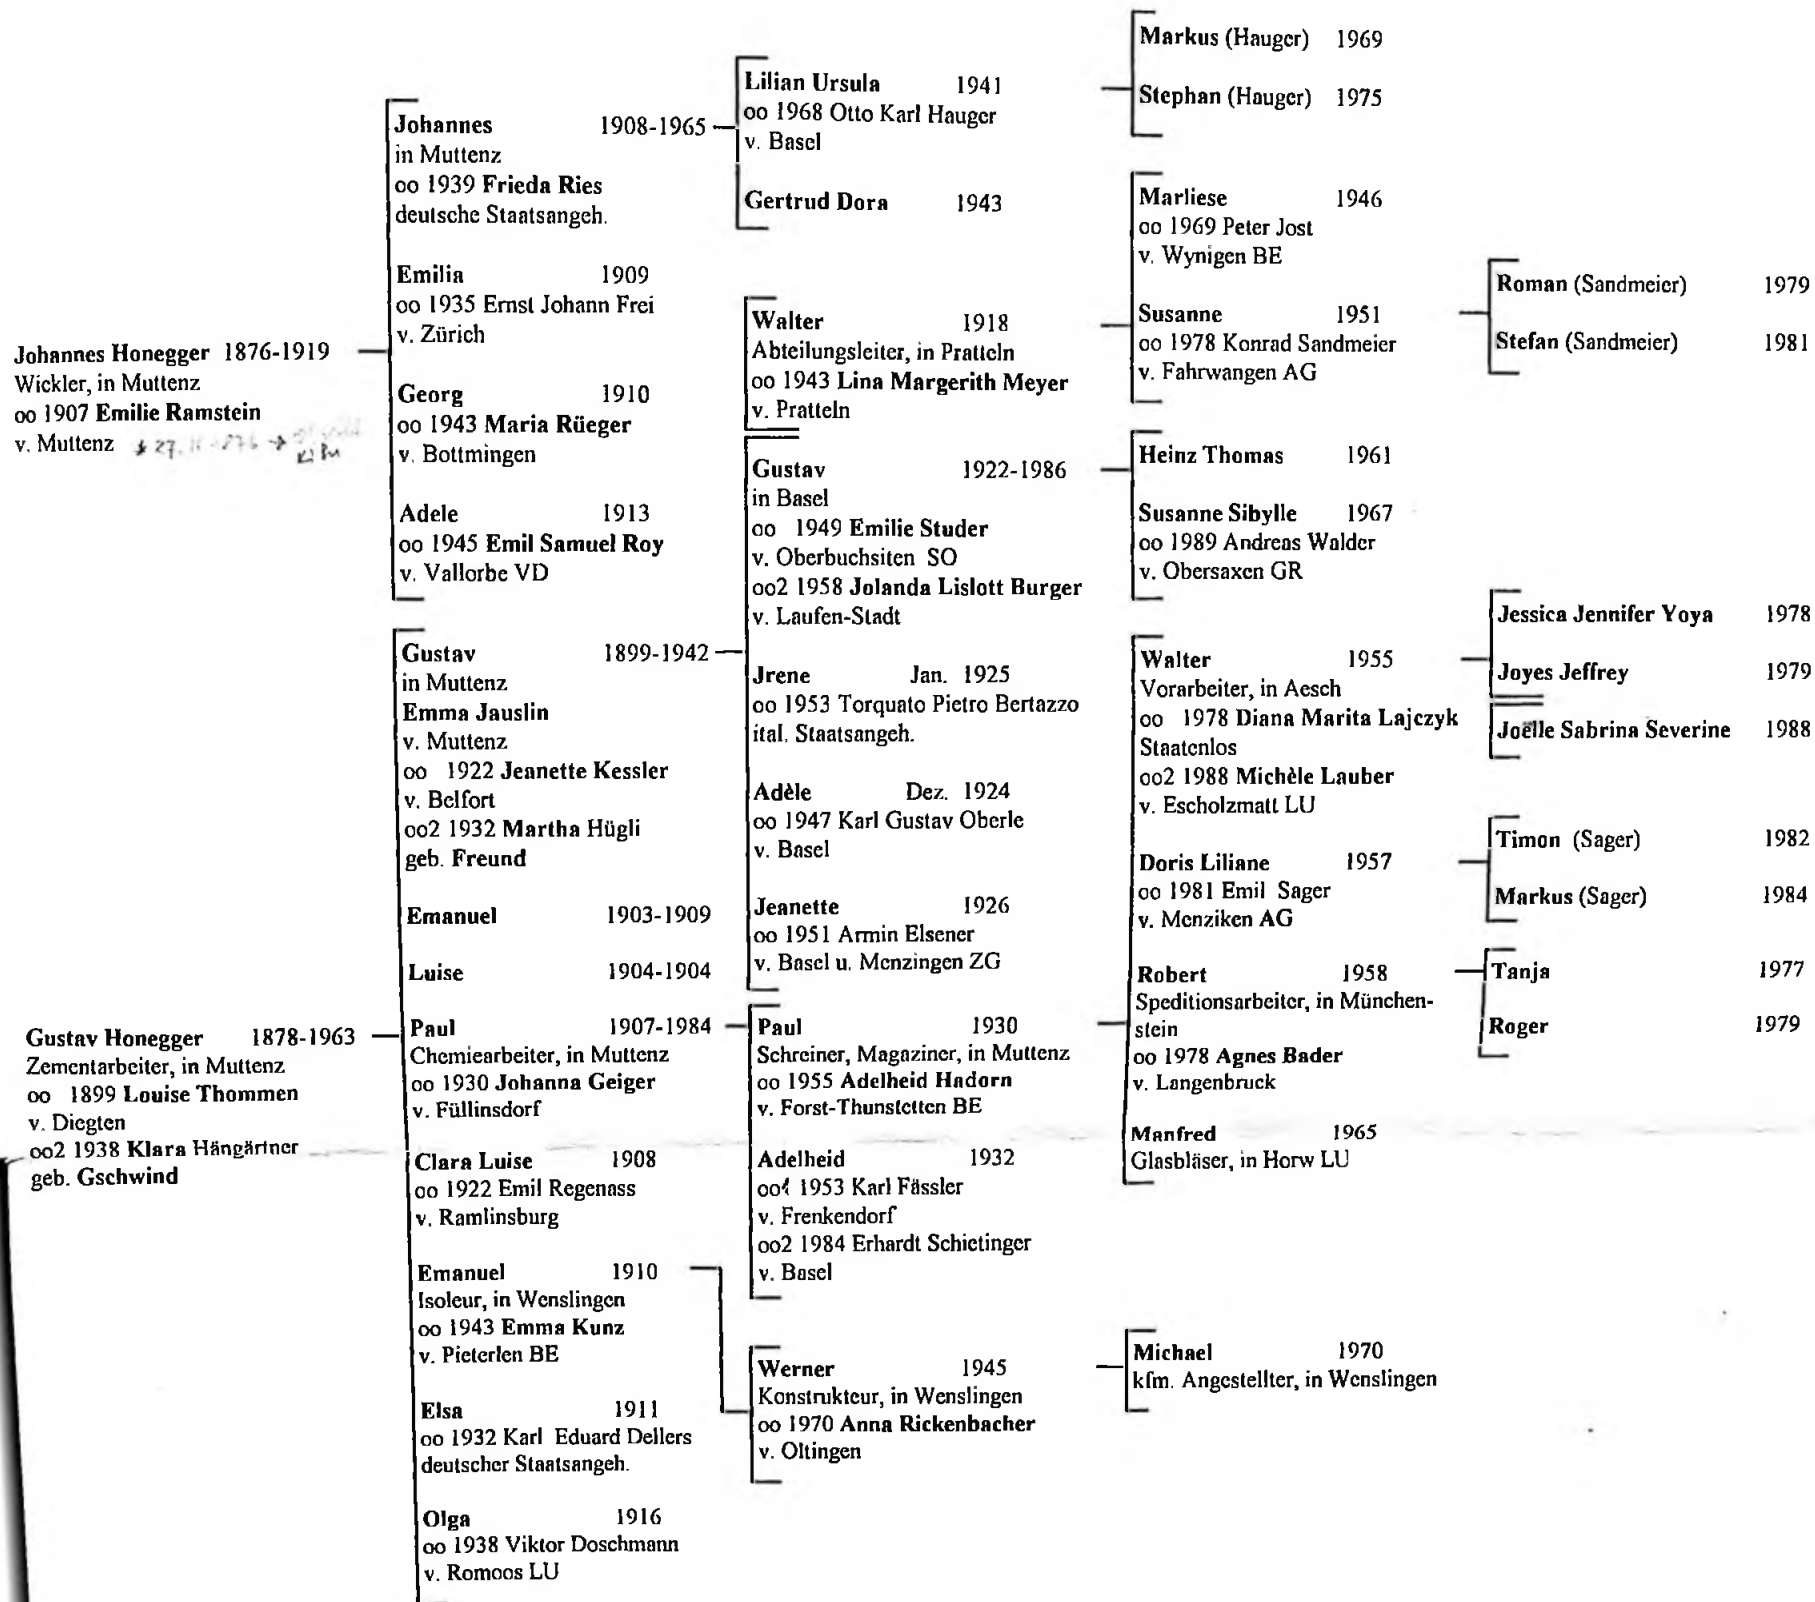 Johannes Honegger 1876-1919
Wickler, in Muttenz
oo 1907 Emilie Ramstein
v. Muttenz
Gustav Honegger 1878-1963
Zementarbeiter, in Muttenz
oo 1899 Louise Thommen
v. Diegten
oo2 1938 Klara Hängärtner
geb. Gschwind
Johannes 1908-1965
in Muttenz
oo 1939 Frieda Ries
deutsche Staatsangeh.
Emilia 1909
oo 1935 Ernst Johann Frei
v. Zürich
Georg 1910
oo 1943 Maria Rüeger
v. Bottmingen
Adele 1913
oo 1945 Emil Samuel Roy
v. Vallorbe VD
Gustav 1899-1942
in Muttenz
Emma Jauslin
v. Muttenz
oo 1922 Jeanette Kessler
v. Belfort
oo2 1932 Martha Hügli
geb. Freund
Emanuel 1903-1909
Luise 1904-1904
Paul 1907-1984
Chemiearbeiter, in Muttenz
oo 1930 Johanna Geiger
v. Füllinsdorf
Clara Luise 1908
oo 1922 Emil Regenass
v. Ramlinsburg
Emanuel 1910
Isoleur, in Wenslingen
oo 1943 Emma Kunz
v. Pieterlen BE
Elsa 1911
oo 1932 Karl Eduard Dellers
deutscher Staatsangeh.
Olga 1916
oo 1938 Viktor Doschmann
v. Romoos LU
Lilian Ursula 1941
oo 1968 Otto Karl Hauger
v. Basel
Gertrud Dora 1943
Walter 1918
Abteilungsleiter, in Pratteln
oo 1943 Lina Margerith Meyer
v. Pratteln
Gustav 1922-1986
in Basel
oo 1949 Emilie Studer
v. Oberbuchsiten SO
oo2 1958 Jolanda Lislott Burger
v. Laufen-Stadt
Jrene Jan. 1925
oo 1953 Torquato Pietro Bertazzo
ital. Staatsangeh.
Adèle Dez. 1924
oo 1947 Karl Gustav Oberle
v. Basel
Jeanette 1926
oo 1951 Armin Elsener
v. Basel u. Menzingen ZG
Paul 1930
Schreiner, Magaziner, in Muttenz
oo 1955 Adelheid Hadorn
v. Forst-Thunstetten BE
Adelheid 1932
oo1 1953 Karl Fässler
v. Frenkendorf
oo2 1984 Erhardt Schietinger
v. Basel
Werner 1945
Konstrukteur, in Wenslingen
oo 1970 Anna Rickenbacher
v. Oltingen
Markus (Hauger) 1969
Stephan (Hauger) 1975
Marliese 1946
oo 1969 Peter Jost
v. Wynigen BE
Susanne 1951
oo 1978 Konrad Sandmeier
v. Fahrwangen AG
Heinz Thomas 1961
Susanne Sibylle 1967
oo 1989 Andreas Walder
v. Obersaxen GR
Walter 1955
Vorarbeiter, in Aesch
oo 1978 Diana Marita Lajczyk
Staatenlos
oo2 1988 Michèle Lauber
v. Escholzmatt LU
Doris Liliane 1957
oo 1981 Emil Sager
v. Menziken AG
Robert 1958
Speditionsarbeiter, in München-
stein
oo 1978 Agnes Bader
v. Langenbruck
Manfred 1965
Glasbläser, in Horw LU
Michael 1970
kfm. Angestellter, in Wenslingen
Roman (Sandmeier) 1979
Stefan (Sandmeier) 1981
Jessica Jennifer Yoya 1978
Joyes Jeffrey 1979
Joëlle Sabrina Severine 1988
Timon (Sager) 1982
Markus (Sager) 1984
Tanja 1977
Roger 1979